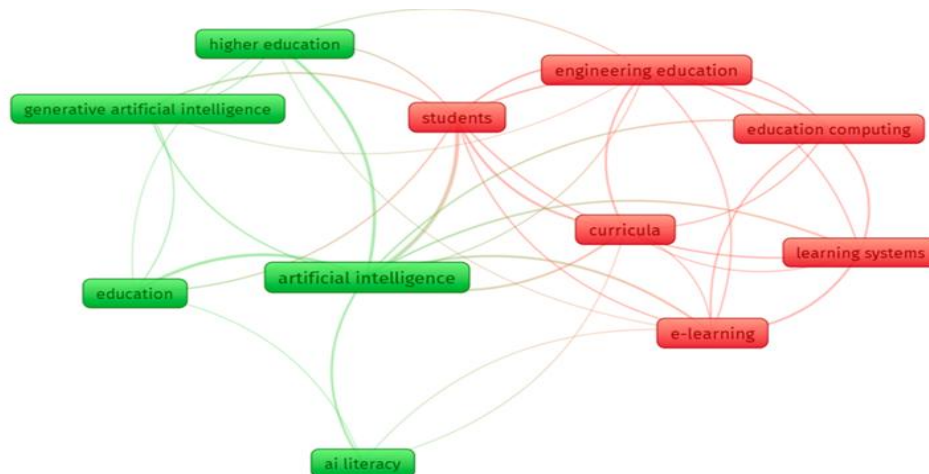 higher education
engineering education
generative artificial intelligence
students
education computing
curricula
learning systems
artificial intelligence
education
e-learning
ai literacy